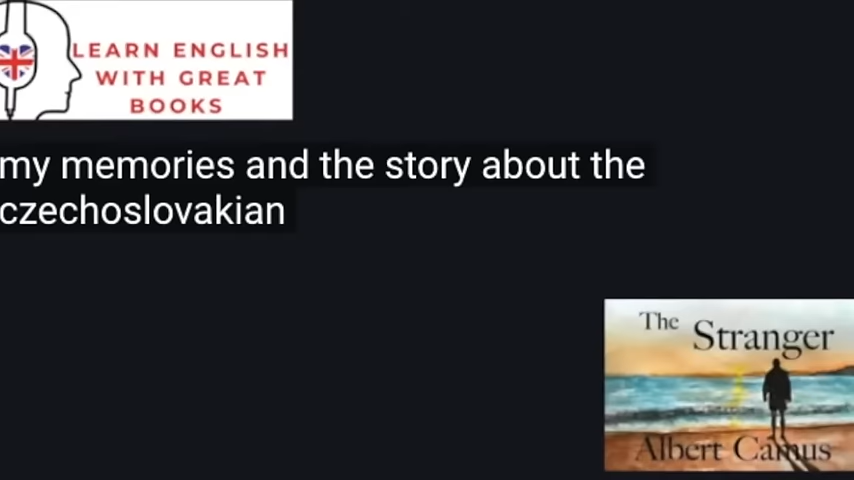 LEARN ENGLISH
WITH GREAT
BOOKS
my memories and the story about the
czechoslovakian
The Stranger
Albert Camus